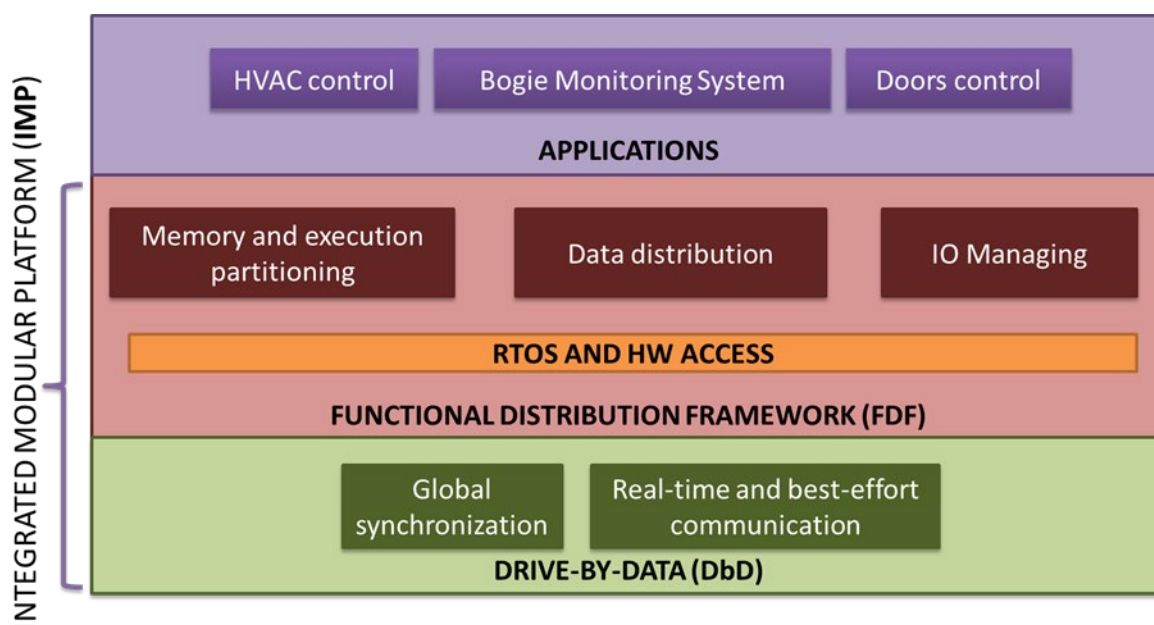 NTEGRATED MODULAR PLATFORM (IMP)
HVAC control
Bogie Monitoring System
Doors control
APPLICATIONS
Memory and execution
partitioning
Data distribution
IO Managing
RTOS AND HW ACCESS
FUNCTIONAL DISTRIBUTION FRAMEWORK (FDF)
Global
synchronization
Real-time and best-effort
communication
DRIVE-BY-DATA (DbD)